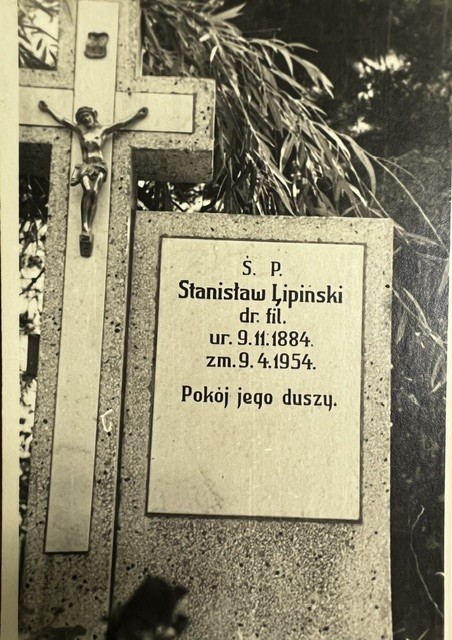 Ś. P.
Stanisław Lipiński
dr. fil.
ur. 9.11.1884.
zm. 9.4.1954.
Pokój jego duszy.